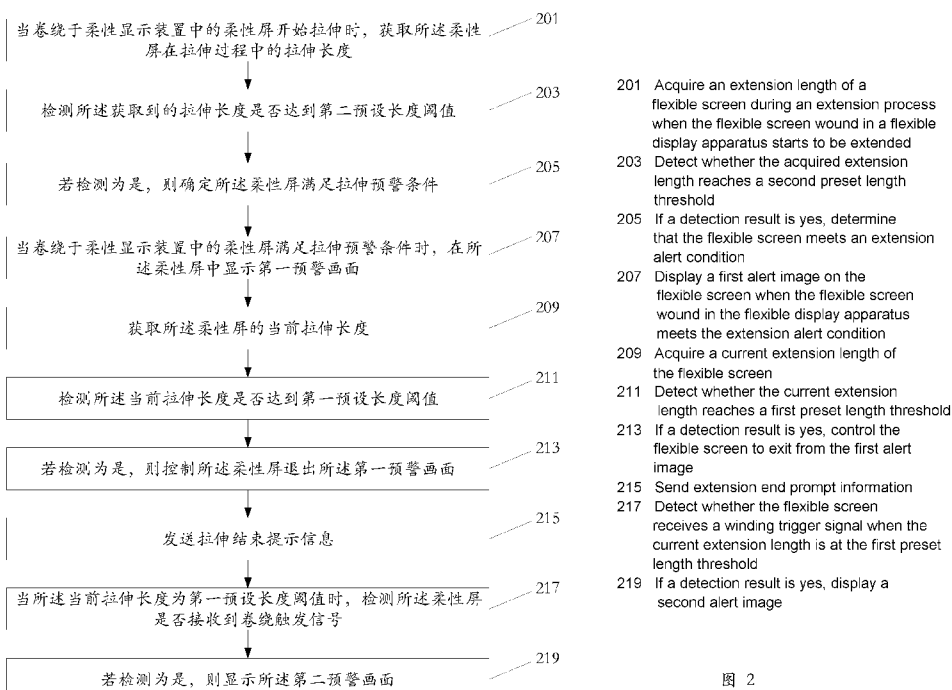 当卷绕于柔性显示装置中的柔性屏开始拉伸时，获取所述柔性
屏在拉伸过程中的拉伸长度
201
检测所述获取到的拉伸长度是否达到第二预设长度阈值
203
若检测为是，则确定所述柔性屏满足拉伸预警条件
205
当卷绕于柔性显示装置中的柔性屏满足拉伸预警条件时，在所
述柔性屏中显示第一预警画面
207
获取所述柔性屏的当前拉伸长度
209
检测所述当前拉伸长度是否达到第一预设长度阈值
211
若检测为是，则控制所述柔性屏退出所述第一预警画面
213
发送拉伸结束提示信息
215
当所述当前拉伸长度为第一预设长度阈值时，检测所述柔性屏
是否接收到卷绕触发信号
217
若检测为是，则显示所述第二预警画面
219
201 Acquire an extension length of a
flexible screen during an extension process
when the flexible screen wound in a flexible
display apparatus starts to be extended
203 Detect whether the acquired extension
length reaches a second preset length
threshold
205 If a detection result is yes, determine
that the flexible screen meets an extension
alert condition
207 Display a first alert image on the
flexible screen when the flexible screen
wound in the flexible display apparatus
meets the extension alert condition
209 Acquire a current extension length of
the flexible screen
211 Detect whether the current extension
length reaches a first preset length threshold
213 If a detection result is yes, control the
flexible screen to exit from the first alert
image
215 Send extension end prompt information
217 Detect whether the flexible screen
receives a winding trigger signal when the
current extension length is at the first preset
length threshold
219 If a detection result is yes, display a
second alert image
图 2